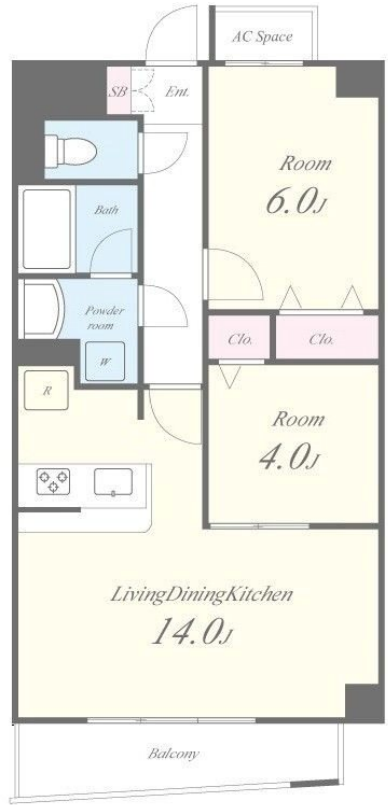 AC Space
SB
Ent.
Room
6.0J
Bath
Powder
room
W
Clo.
Clo.
R
Room
4.0J
LivingDiningKitchen
14.0J
Balcony